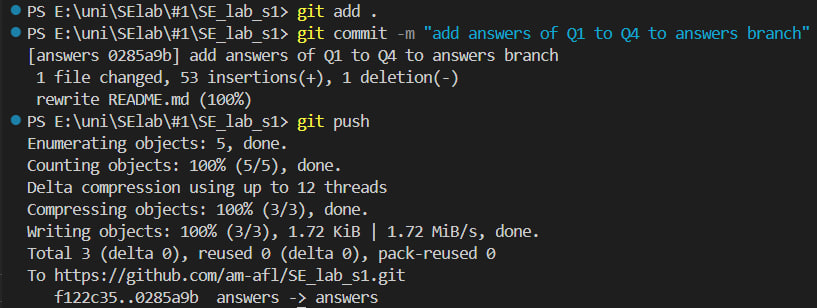 PS E:\uni\SElab\#1\SE_lab_s1> git add .
PS E:\uni\SElab\#1\SE_lab_s1> git commit -m "add answers of Q1 to Q4 to answers branch"
[answers 0285a9b] add answers of Q1 to Q4 to answers branch
 1 file changed, 53 insertions(+), 1 deletion(-)
 rewrite README.md (100%)
PS E:\uni\SElab\#1\SE_lab_s1> git push
Enumerating objects: 5, done.
Counting objects: 100% (5/5), done.
Delta compression using up to 12 threads
Compressing objects: 100% (3/3), done.
Writing objects: 100% (3/3), 1.72 KiB | 1.72 MiB/s, done.
Total 3 (delta 0), reused 0 (delta 0), pack-reused 0
To https://github.com/am-afl/SE_lab_s1.git
   f122c35..0285a9b  answers -> answers